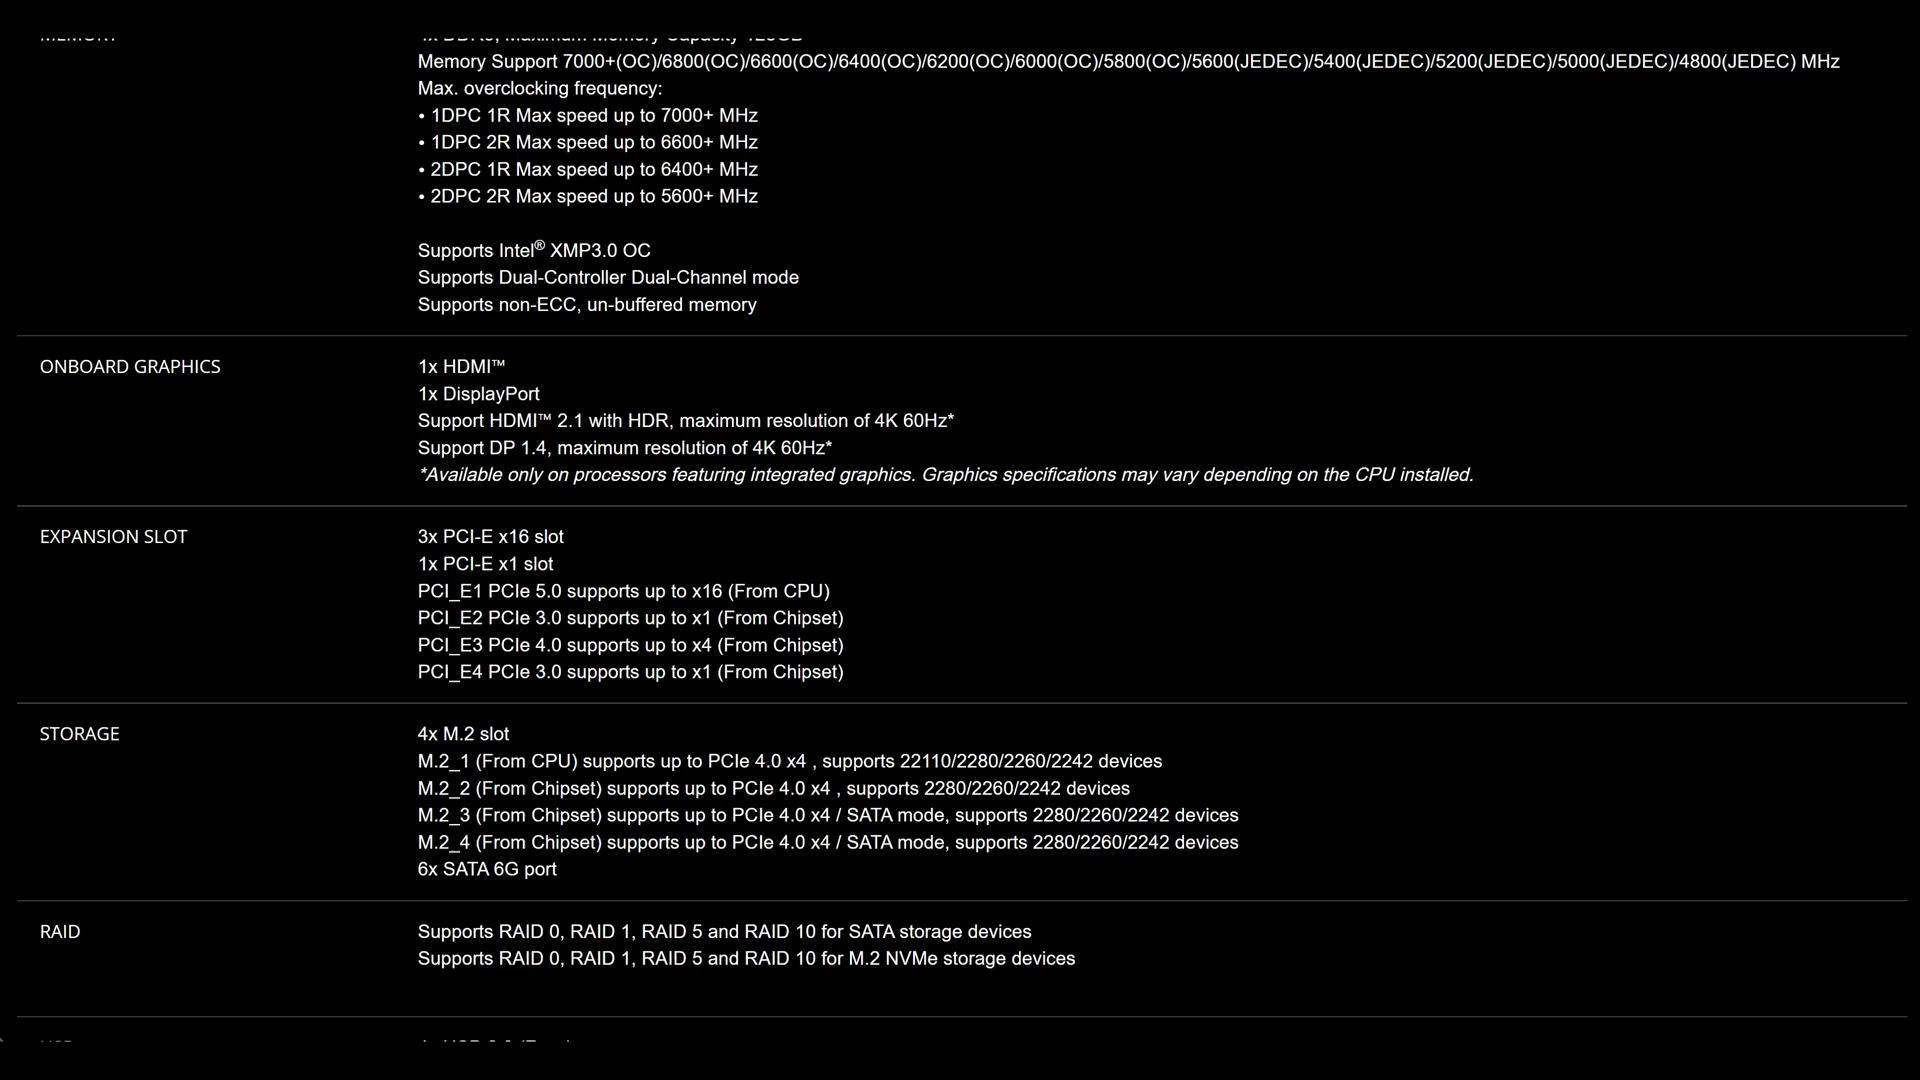 MEMORY
4x DDR5, Maximum Memory Capacity 128GB
Memory Support 7000+(OC)/6800(OC)/6600(OC)/6400(OC)/6200(OC)/6000(OC)/5800(OC)/5600(JEDEC)/5400(JEDEC)/5200(JEDEC)/5000(JEDEC)/4800(JEDEC) MHz
Max. overclocking frequency:
• 1DPC 1R Max speed up to 7000+ MHz
• 1DPC 2R Max speed up to 6600+ MHz
• 2DPC 1R Max speed up to 6400+ MHz
• 2DPC 2R Max speed up to 5600+ MHz
Supports Intel® XMP3.0 OC
Supports Dual-Controller Dual-Channel mode
Supports non-ECC, un-buffered memory
ONBOARD GRAPHICS
1x HDMI™
1x DisplayPort
Support HDMI™ 2.1 with HDR, maximum resolution of 4K 60Hz*
Support DP 1.4, maximum resolution of 4K 60Hz*
*Available only on processors featuring integrated graphics. Graphics specifications may vary depending on the CPU installed.
EXPANSION SLOT
3x PCI-E x16 slot
1x PCI-E x1 slot
PCI_E1 PCIe 5.0 supports up to x16 (From CPU)
PCI_E2 PCIe 3.0 supports up to x1 (From Chipset)
PCI_E3 PCIe 4.0 supports up to x4 (From Chipset)
PCI_E4 PCIe 3.0 supports up to x1 (From Chipset)
STORAGE
4x M.2 slot
M.2_1 (From CPU) supports up to PCIe 4.0 x4 , supports 22110/2280/2260/2242 devices
M.2_2 (From Chipset) supports up to PCIe 4.0 x4 , supports 2280/2260/2242 devices
M.2_3 (From Chipset) supports up to PCIe 4.0 x4 / SATA mode, supports 2280/2260/2242 devices
M.2_4 (From Chipset) supports up to PCIe 4.0 x4 / SATA mode, supports 2280/2260/2242 devices
6x SATA 6G port
RAID
Supports RAID 0, RAID 1, RAID 5 and RAID 10 for SATA storage devices
Supports RAID 0, RAID 1, RAID 5 and RAID 10 for M.2 NVMe storage devices